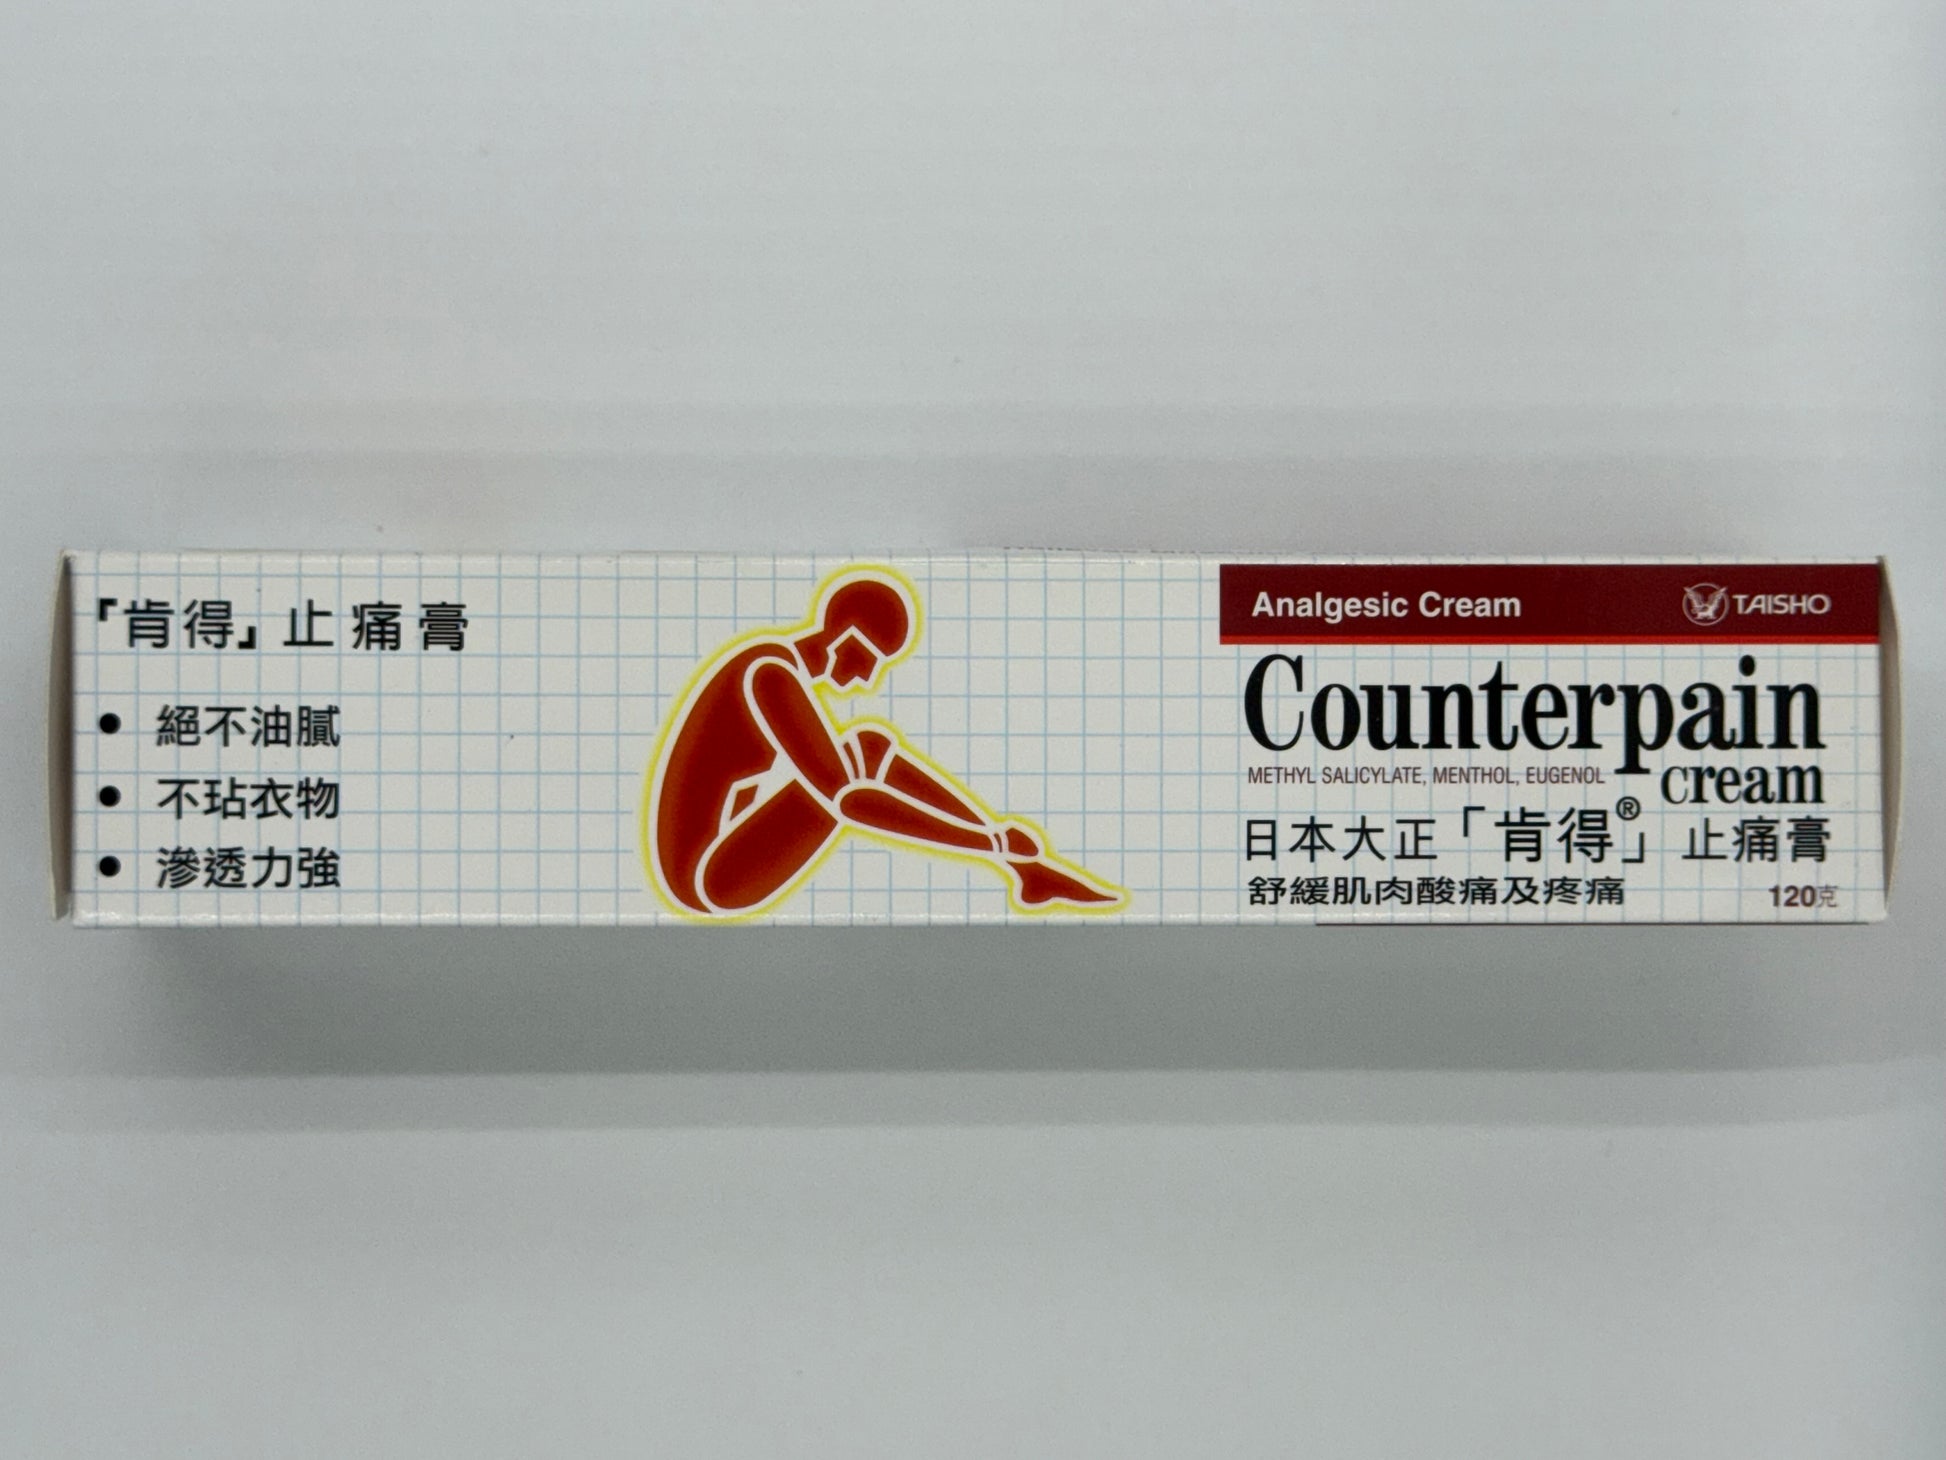 『肯得』止痛膏
● 絕不油膩
● 不玷衣物
● 滲透力強
Analgesic Cream
TAISHO
Counterpain
METHYL SALICYLATE, MENTHOL, EUGENOL
cream
日本大正「肯得®」止痛膏
舒緩肌肉酸痛及疼痛
120克